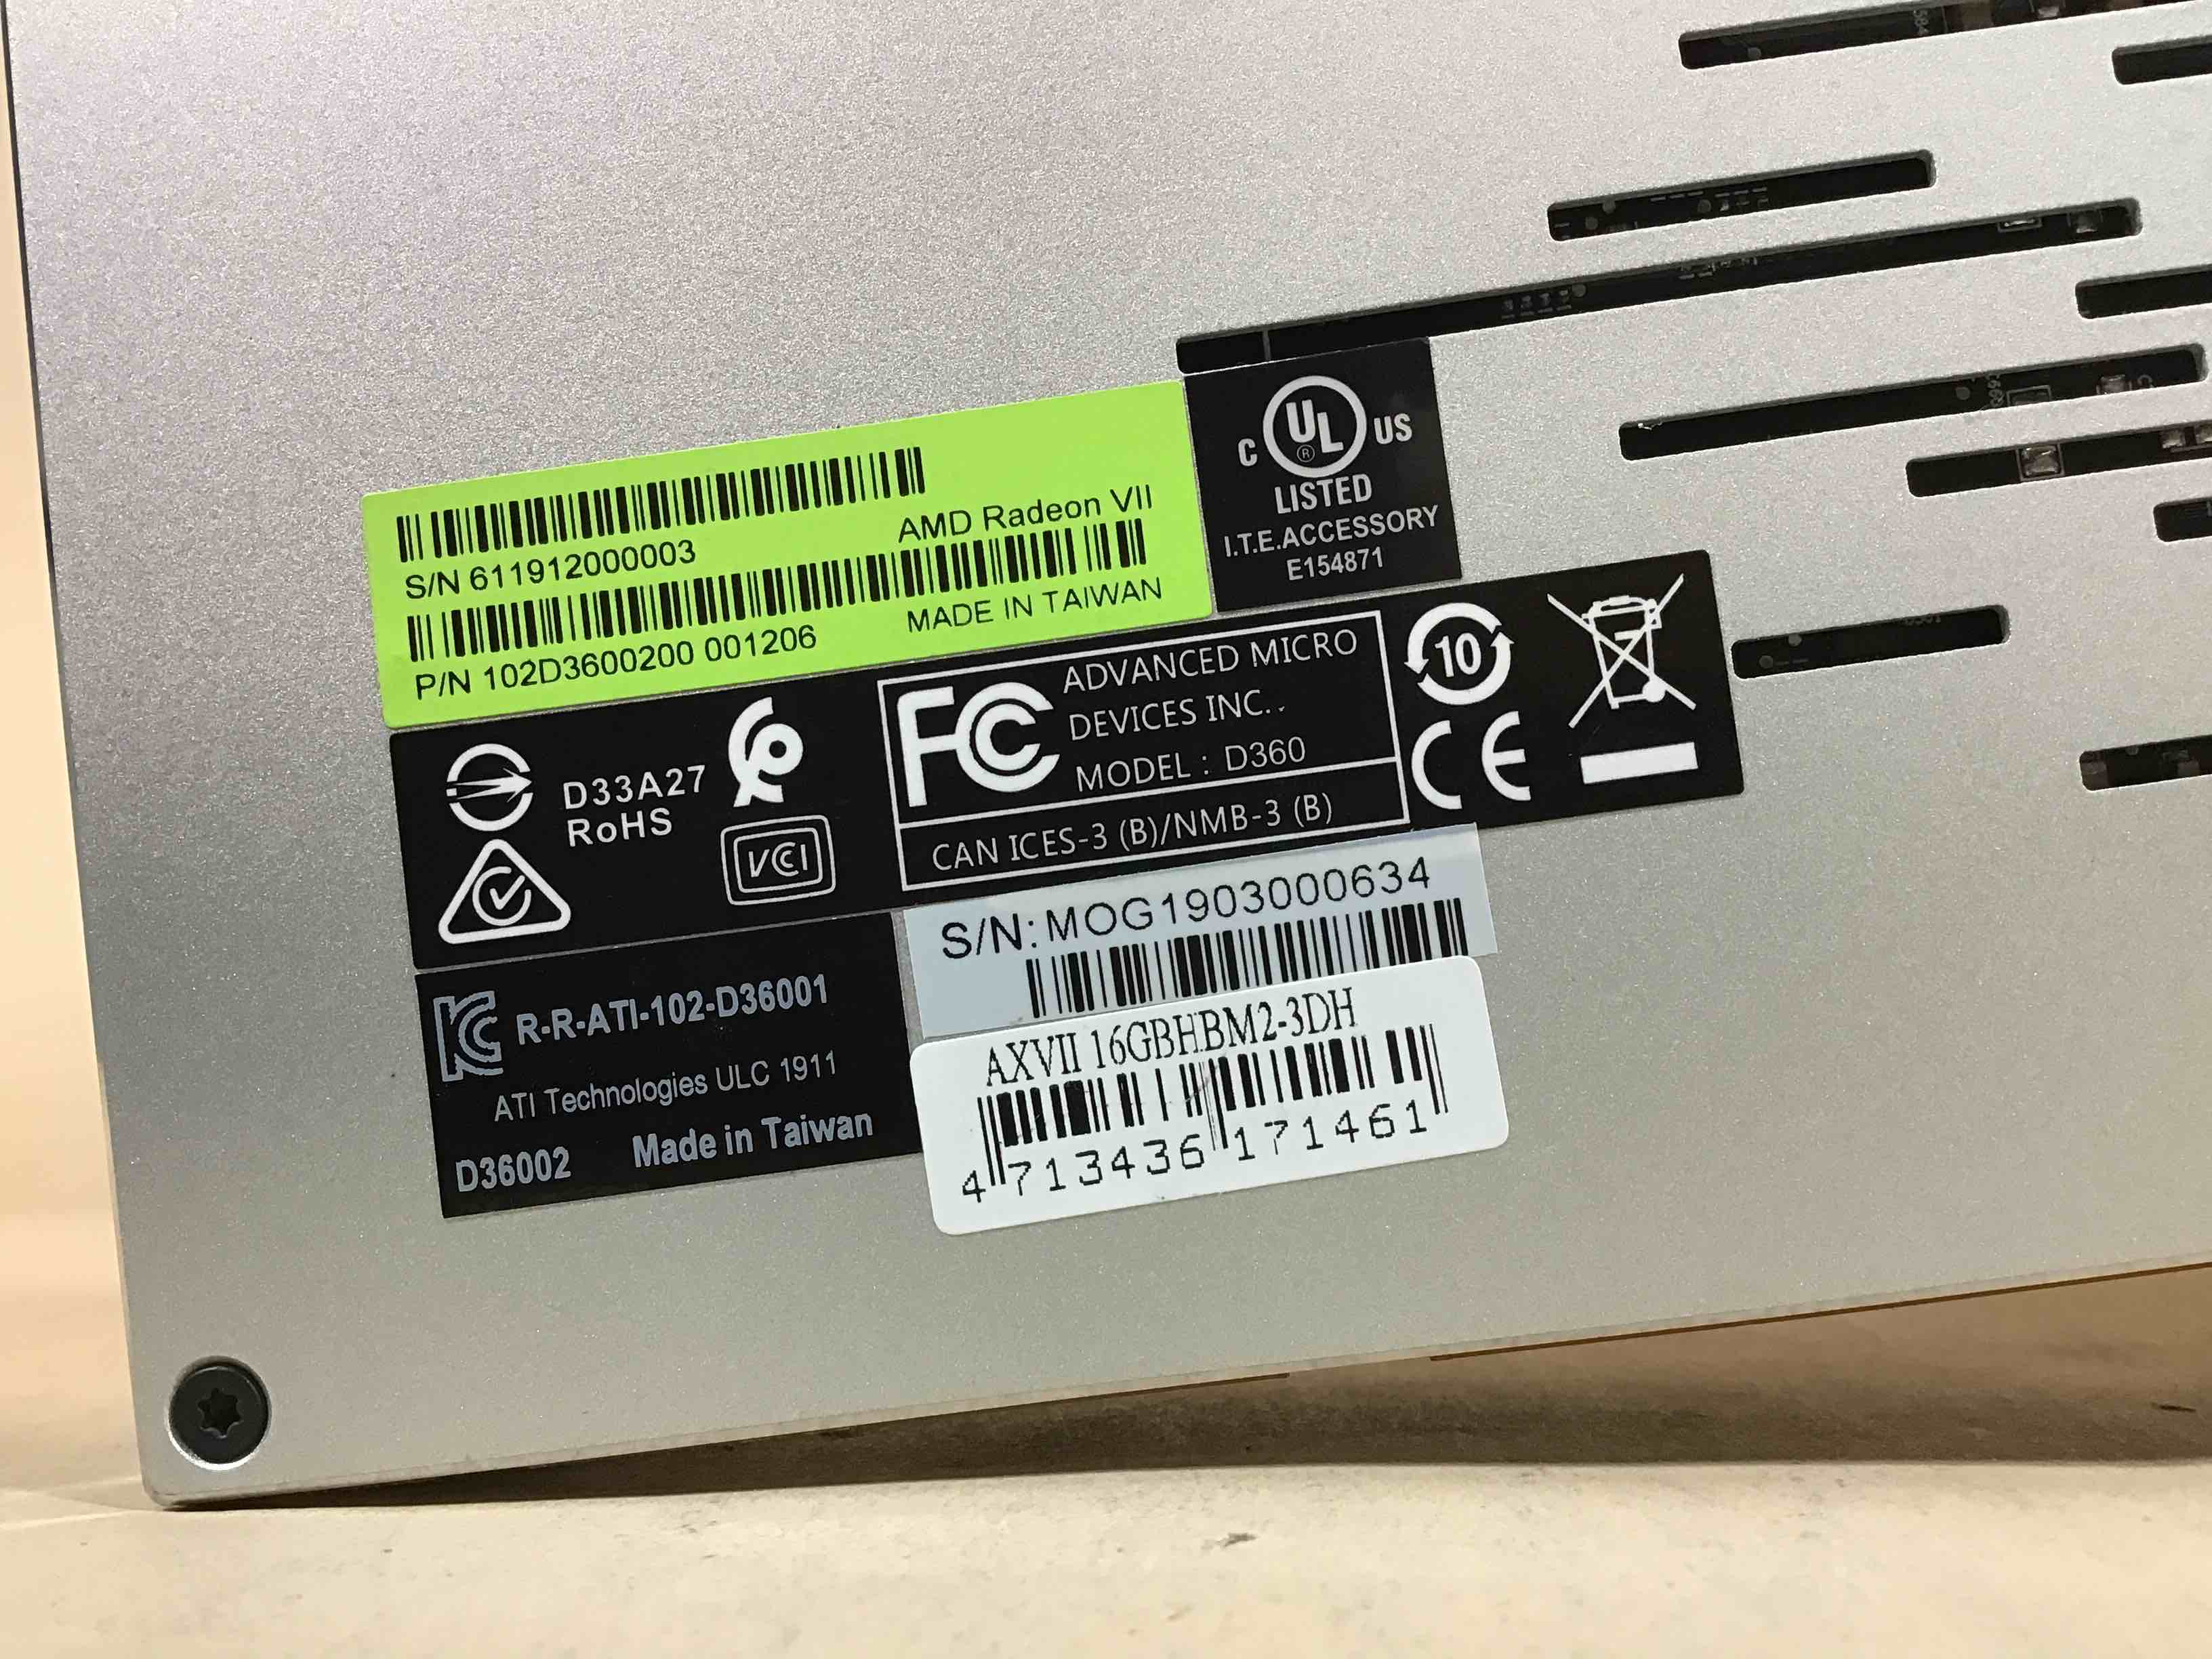 S/N 611912000003
AMD Radeon VII
P/N 102D3600200 001206
MADE IN TAIWAN
C UL US
®
LISTED
I.T.E.ACCESSORY
E154871
D33A27
RoHS
VCI
FC
ADVANCED MICRO
DEVICES INC..
MODEL : D360
CAN ICES-3 (B)/NMB-3 (B)
10
CE
S/N:MOG1903000634
AXVII 16GBHBM2-3DH
4 713436 171461
KC R-R-ATI-102-D36001
ATI Technologies ULC 1911
D36002 Made in Taiwan